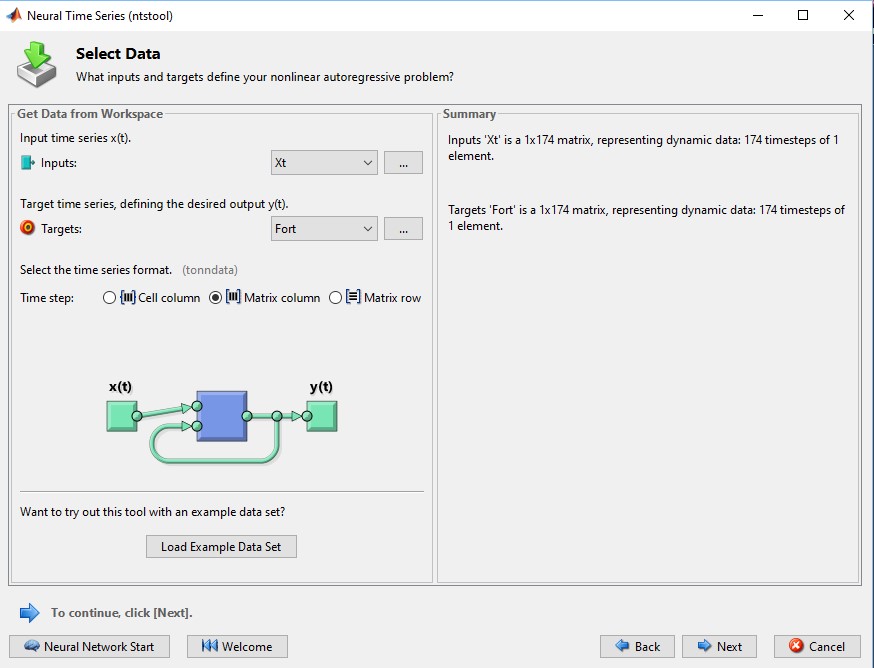 Neural Time Series (ntstool)
Select Data
What inputs and targets define your nonlinear autoregressive problem?
Get Data from Workspace
Input time series x(t).
Inputs:
Xt
...
Target time series, defining the desired output y(t).
Targets:
Fort
...
Select the time series format. (tonndata)
Time step:
Cell column
Matrix column
Matrix row
x(t)
y(t)
Want to try out this tool with an example data set?
Load Example Data Set
Summary
Inputs 'Xt' is a 1x174 matrix, representing dynamic data: 174 timesteps of 1
element.
Targets 'Fort' is a 1x174 matrix, representing dynamic data: 174 timesteps of
1 element.
To continue, click [Next].
Neural Network Start
Welcome
Back
Next
Cancel